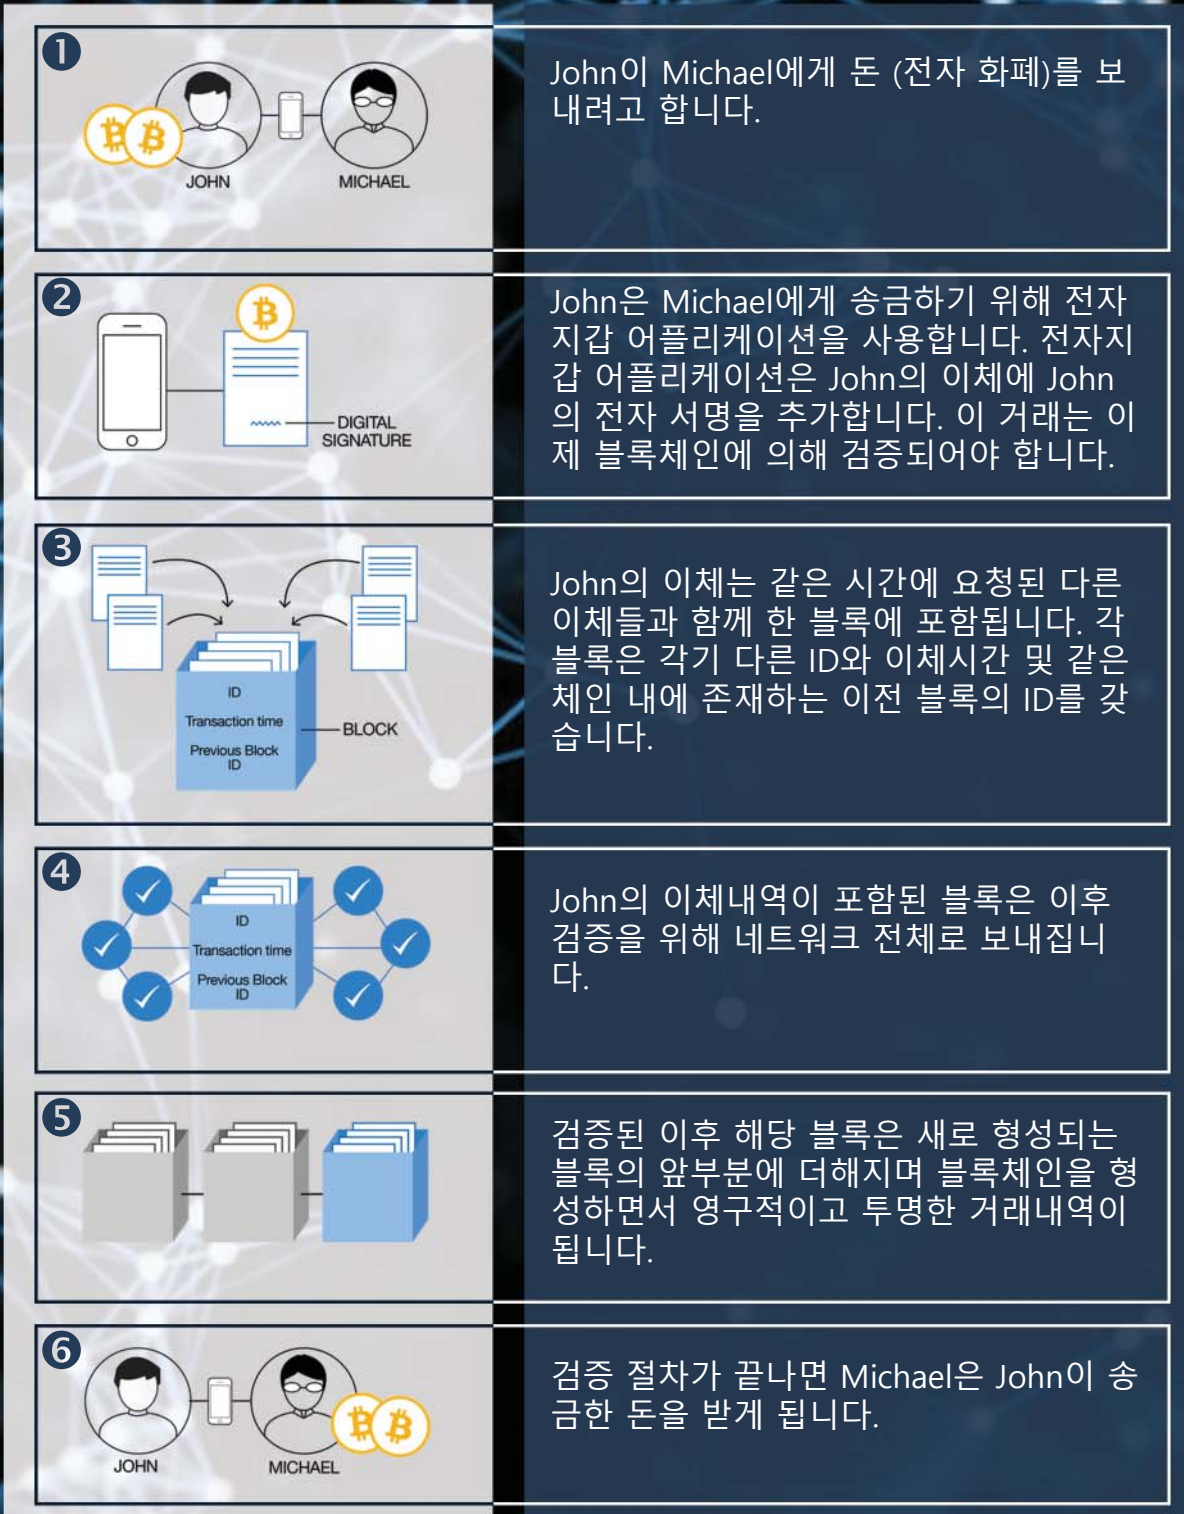 1
John이 Michael에게 돈 (전자 화폐)를 보
내려고 합니다.
JOHN
MICHAEL
2
John은 Michael에게 송금하기 위해 전자
지갑 어플리케이션을 사용합니다. 전자지
갑 어플리케이션은 John의 이체에 John
의 전자 서명을 추가합니다. 이 거래는 이
제 블록체인에 의해 검증되어야 합니다.
DIGITAL
SIGNATURE
3
John의 이체는 같은 시간에 요청된 다른
이체들과 함께 한 블록에 포함됩니다. 각
블록은 각기 다른 ID와 이체시간 및 같은
체인 내에 존재하는 이전 블록의 ID를 갖
습니다.
ID
Transaction time
Previous Block
ID
BLOCK
4
John의 이체내역이 포함된 블록은 이후
검증을 위해 네트워크 전체로 보내집니
다.
ID
Transaction time
Previous Block
ID
5
검증된 이후 해당 블록은 새로 형성되는
블록의 앞부분에 더해지며 블록체인을 형
성하면서 영구적이고 투명한 거래내역이
됩니다.
6
검증 절차가 끝나면 Michael은 John이 송
금한 돈을 받게 됩니다.
JOHN
MICHAEL